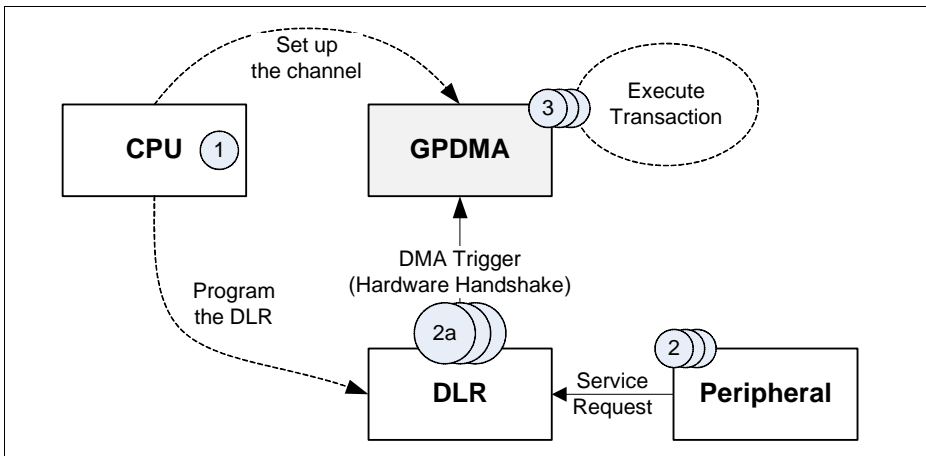 Set up
the channel
CPU
1
GPDMA
3
Execute
Transaction
DMA Trigger
(Hardware Handshake)
Program
the DLR
2a
DLR
Service
Request
2
Peripheral